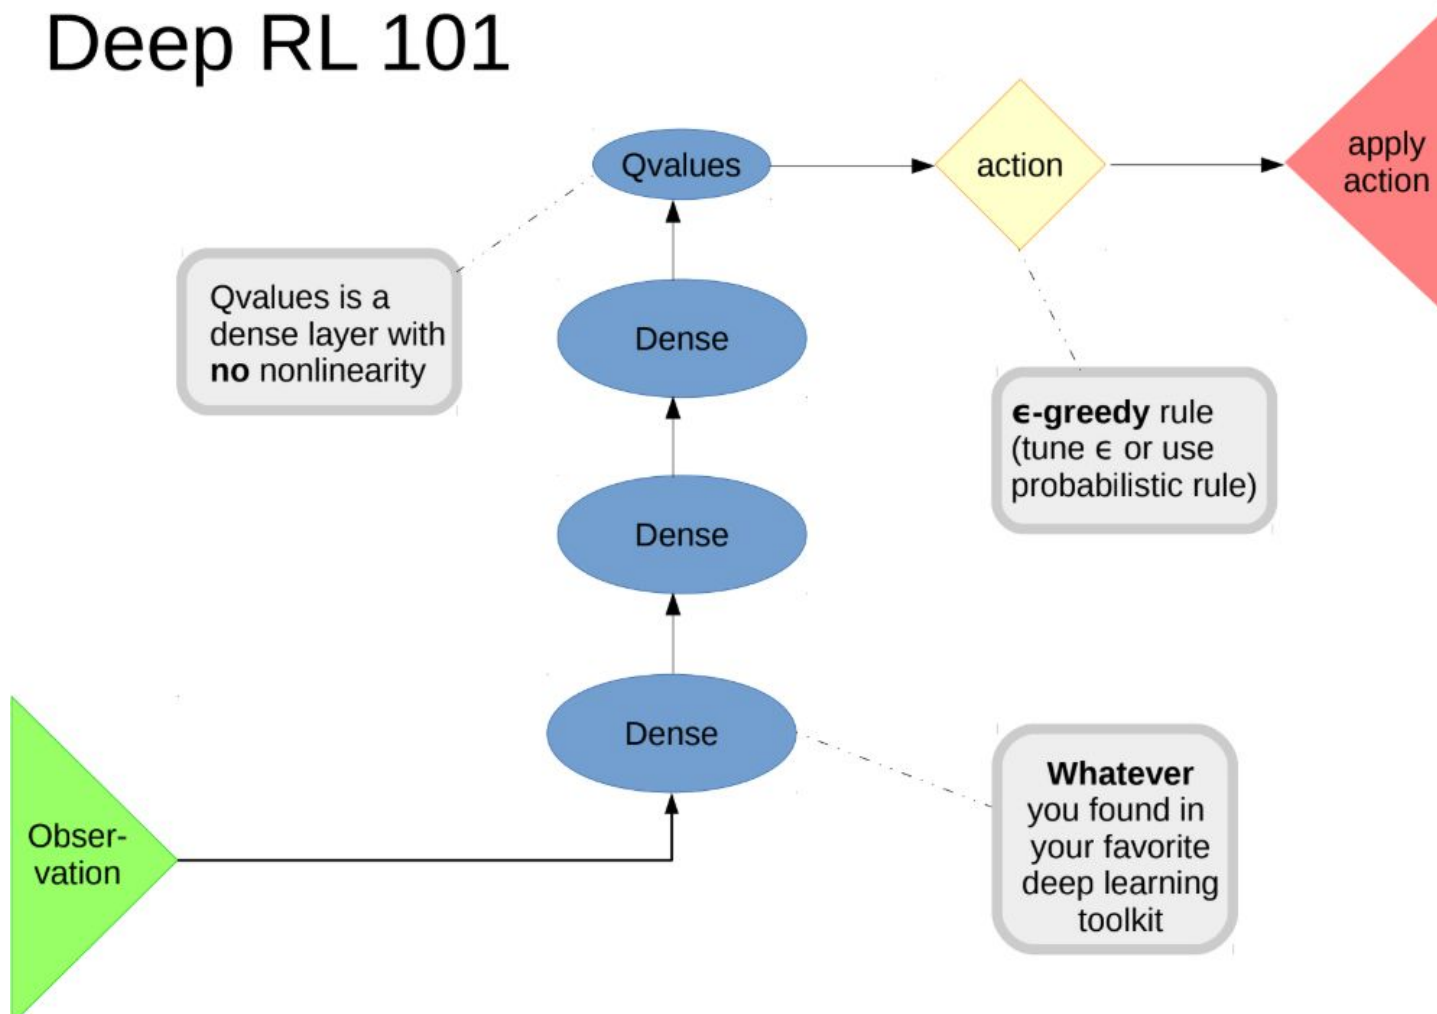 Deep RL 101
Qvalues
action
apply
action
Qvalues is a
dense layer with
no nonlinearity
Dense
ϵ-greedy rule
(tune ϵ or use
probabilistic rule)
Dense
Dense
Whatever
you found in
your favorite
deep learning
toolkit
Obser-
vation